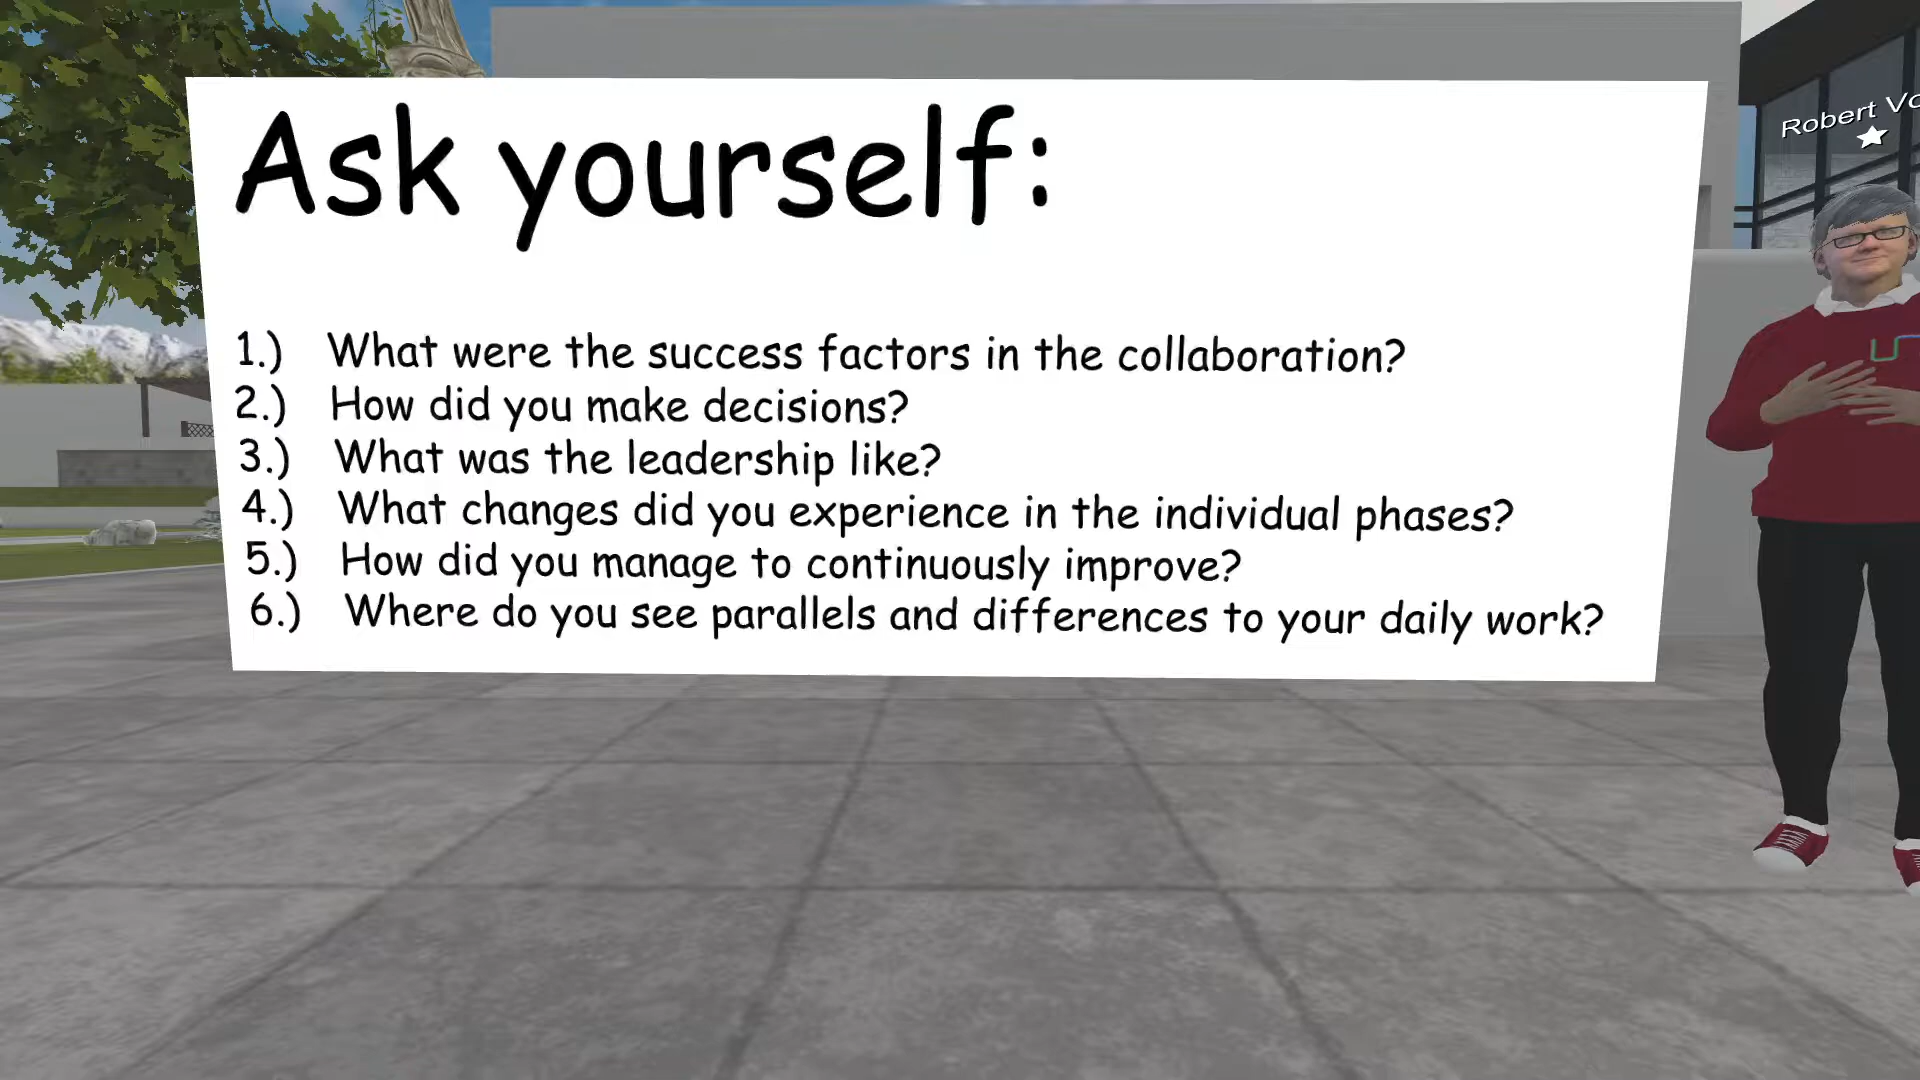 Ask yourself:
1.) What were the success factors in the collaboration?
2.) How did you make decisions?
3.) What was the leadership like?
4.) What changes did you experience in the individual phases?
5.) How did you manage to continuously improve?
6.) Where do you see parallels and differences to your daily work?
Robert